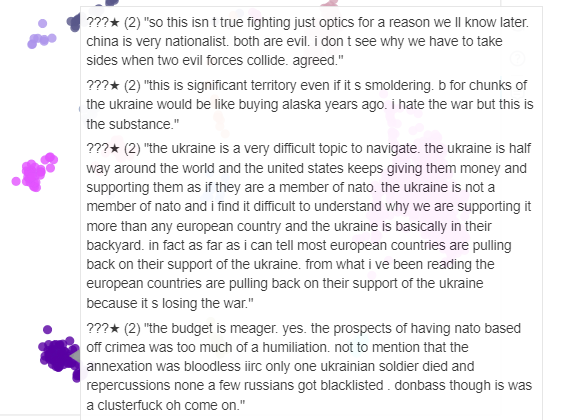 ???★ (2) "so this isn t true fighting just optics for a reason we ll know later.
china is very nationalist. both are evil. i don t see why we have to take
sides when two evil forces collide. agreed."
???★ (2) "this is significant territory even if it s smoldering. b for chunks of
the ukraine would be like buying alaska years ago. i hate the war but this is
the substance."
???★ (2) "the ukraine is a very difficult topic to navigate. the ukraine is half
way around the world and the united states keeps giving them money and
supporting them as if they are a member of nato. the ukraine is not a
member of nato and i find it difficult to understand why we are supporting it
more than any european country and the ukraine is basically in their
backyard. in fact as far as i can tell most european countries are pulling
back on their support of the ukraine. from what i ve been reading the
european countries are pulling back on their support of the ukraine
because it s losing the war."
???★ (2) "the budget is meager. yes. the prospects of having nato based
off crimea was too much of a humiliation. not to mention that the
annexation was bloodless iirc only one ukrainian soldier died and
repercussions none a few russians got blacklisted . donbass though is was
a clusterfuck oh come on."